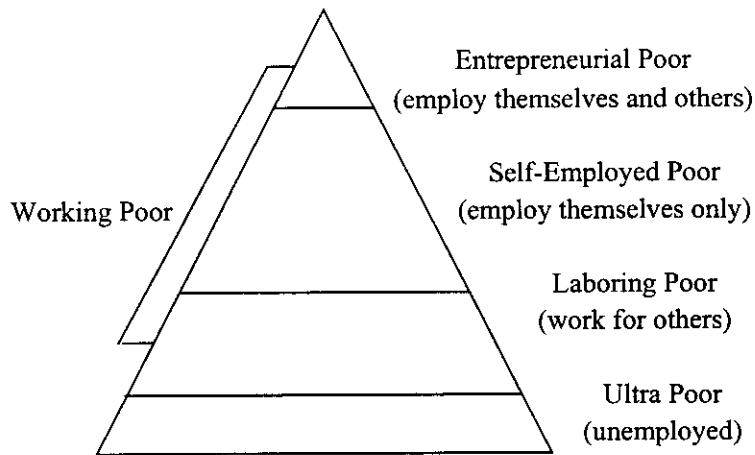 Entrepreneurial Poor
(employ themselves and others)
Self-Employed Poor
(employ themselves only)
Working Poor
Laboring Poor
(work for others)
Ultra Poor
(unemployed)